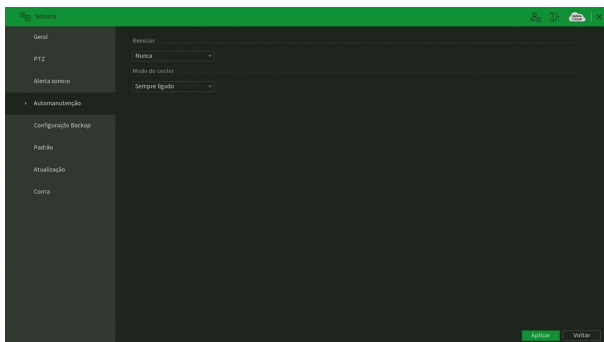 Sistema
Geral
PTZ
Alerta sonoro
Automanutenção
Configuração Backup
Padrão
Atualização
Conta
Reiniciar
Nunca
Modo do cooler
Sempre ligado
Aplicar
Voltar